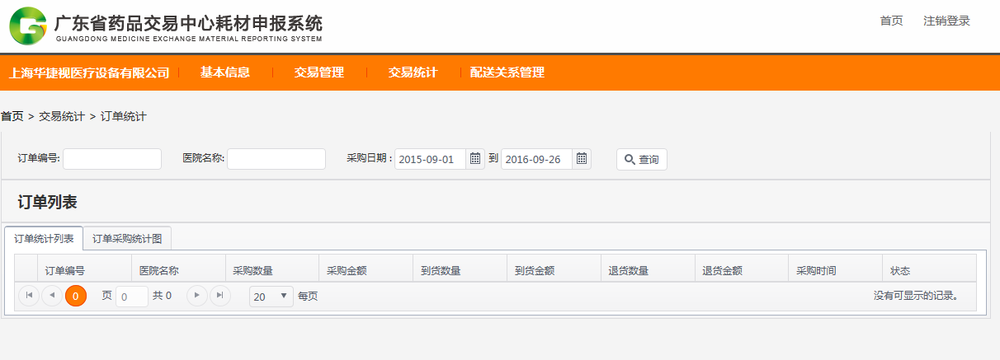 广东省药品交易中心耗材申报系统
GUANGDONG MEDICINE EXCHANGE MATERIAL REPORTING SYSTEM
首页 注销登录
上海华捷视医疗设备有限公司 基本信息 交易管理 交易统计 配送关系管理
首页 > 交易统计 > 订单统计
订单编号: 医院名称: 采购日期 : 2015-09-01 到 2016-09-26 查询
订单列表
订单统计列表 订单采购统计图
订单编号 医院名称 采购数量 采购金额 到货数量 到货金额 退货数量 退货金额 采购时间 状态
0 页 0 共 0 20 每页 没有可显示的记录。